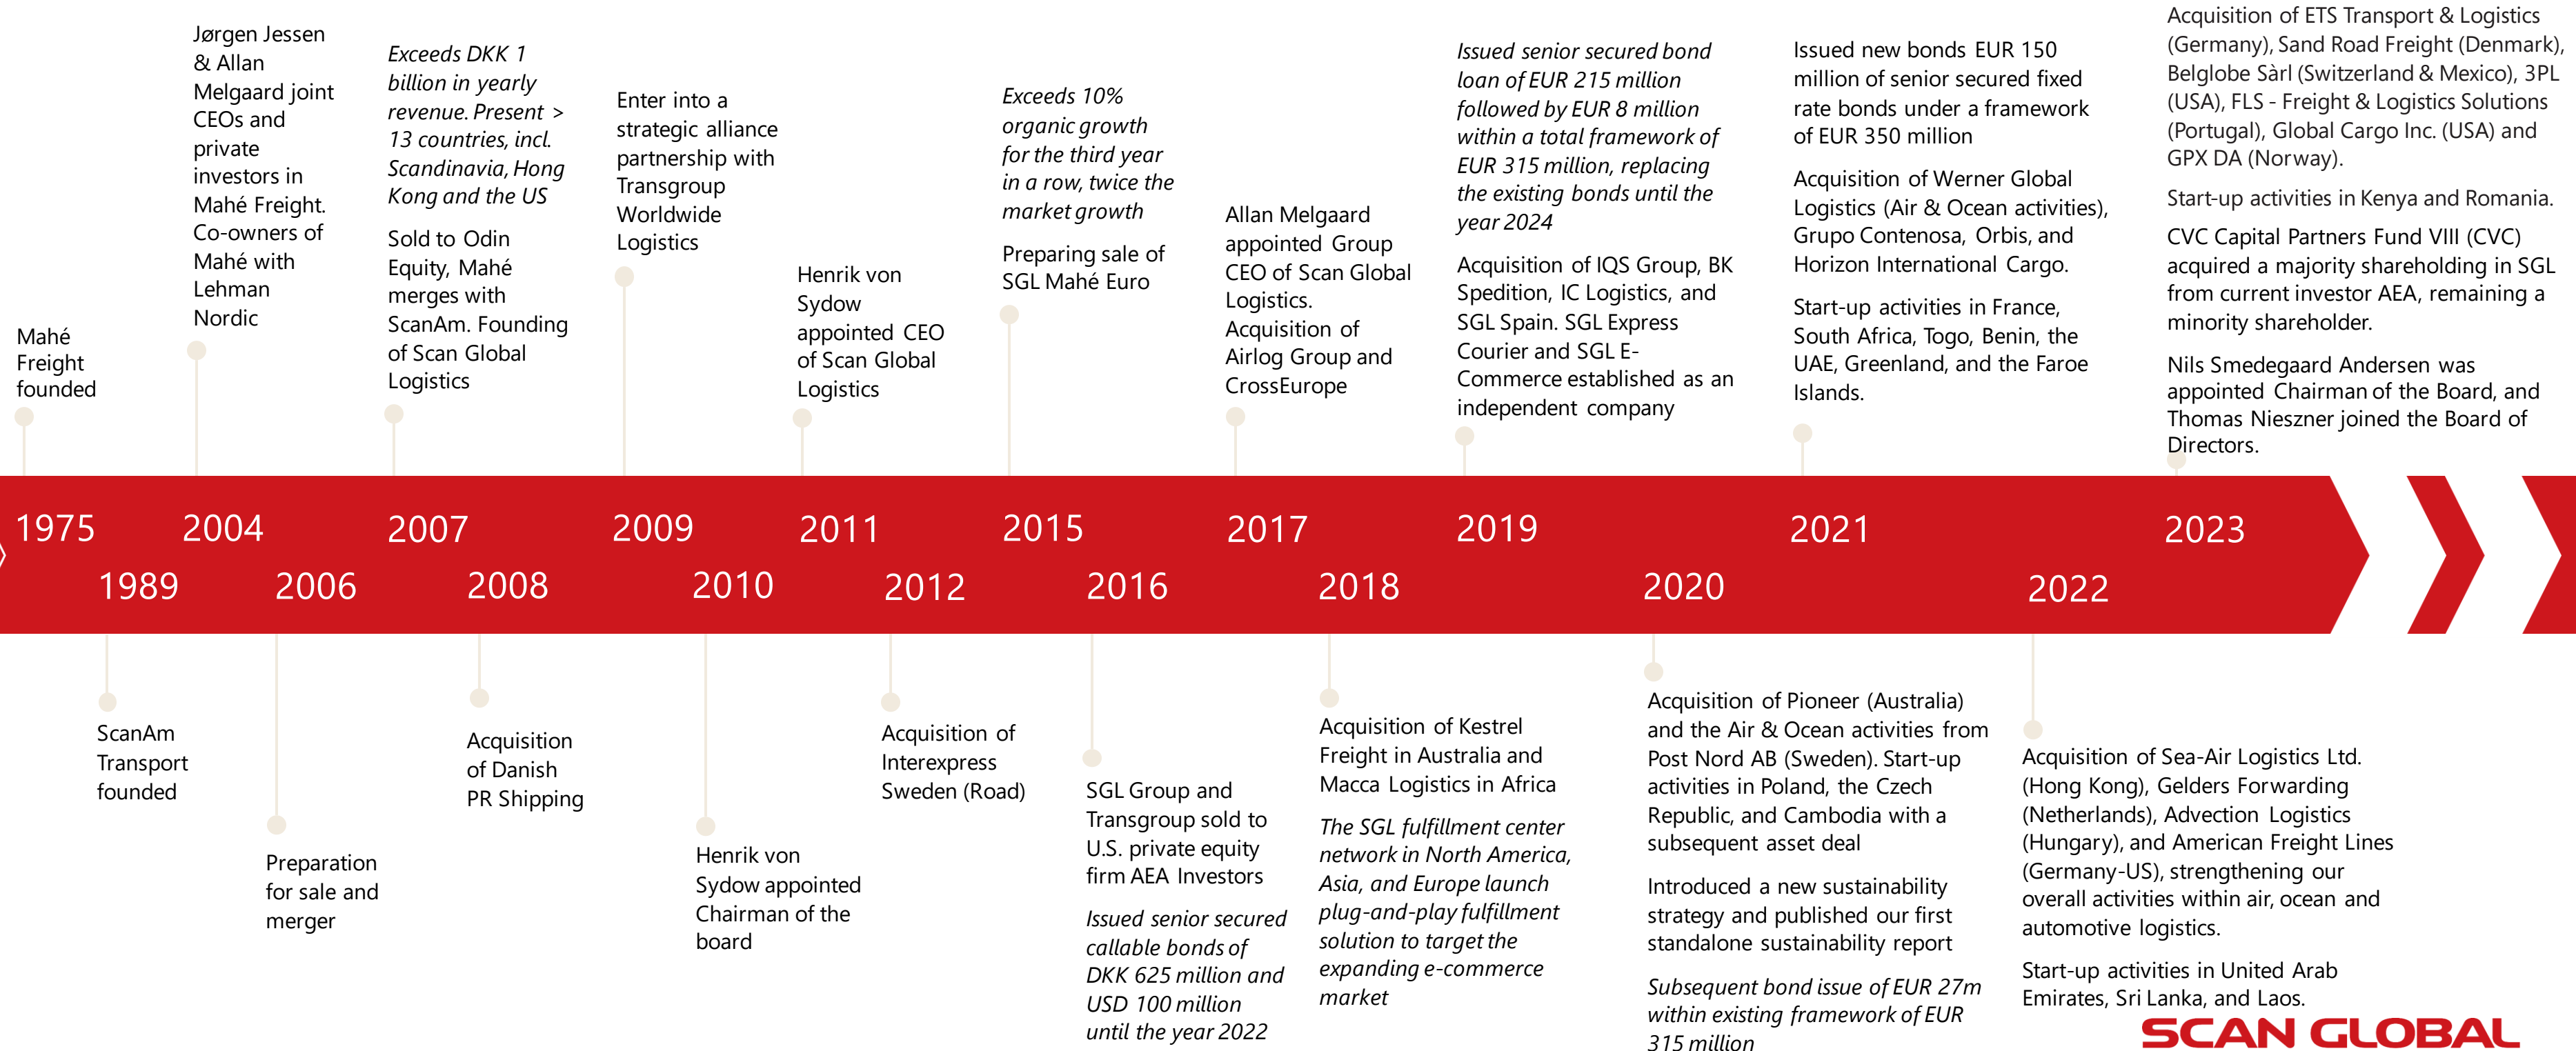 Mahé
Freight
founded
Jørgen Jessen
& Allan
Melgaard joint
CEOs and
private
investors in
Mahé Freight.
Co-owners of
Mahé with
Lehman
Nordic
Exceeds DKK 1
billion in yearly
revenue. Present >
13 countries, incl.
Scandinavia, Hong
Kong and the US
Sold to Odin
Equity, Mahé
merges with
ScanAm. Founding
of Scan Global
Logistics
Enter into a
strategic alliance
partnership with
Transgroup
Worldwide
Logistics
Henrik von
Sydow
appointed CEO
of Scan Global
Logistics
Exceeds 10%
organic growth
for the third year
in a row, twice the
market growth
Preparing sale of
SGL Mahé Euro
Allan Melgaard
appointed Group
CEO of Scan Global
Logistics.
Acquisition of
Airlog Group and
CrossEurope
Issued senior secured bond
loan of EUR 215 million
followed by EUR 8 million
within a total framework of
EUR 315 million, replacing
the existing bonds until the
year 2024
Acquisition of IQS Group, BK
Spedition, IC Logistics, and
SGL Spain. SGL Express
Courier and SGL E-
Commerce established as an
independent company
Issued new bonds EUR 150
million of senior secured fixed
rate bonds under a framework
of EUR 350 million
Acquisition of Werner Global
Logistics (Air & Ocean activities),
Grupo Contenosa, Orbis, and
Horizon International Cargo.
Start-up activities in France,
South Africa, Togo, Benin, the
UAE, Greenland, and the Faroe
Islands.
Acquisition of ETS Transport & Logistics
(Germany), Sand Road Freight (Denmark),
Belglobe Sàrl (Switzerland & Mexico), 3PL
(USA), FLS - Freight & Logistics Solutions
(Portugal), Global Cargo Inc. (USA) and
GPX DA (Norway).
Start-up activities in Kenya and Romania.
CVC Capital Partners Fund VIII (CVC)
acquired a majority shareholding in SGL
from current investor AEA, remaining a
minority shareholder.
Nils Smedegaard Andersen was
appointed Chairman of the Board, and
Thomas Nieszner joined the Board of
Directors.
1975
2004
2007
2009
2011
2015
2017
2019
2021
2023
1989
2006
2008
2010
2012
2016
2018
2020
2022
ScanAm
Transport
founded
Preparation
for sale and
merger
Acquisition
of Danish
PR Shipping
Henrik von
Sydow appointed
Chairman of the
board
Acquisition of
Interexpress
Sweden (Road)
SGL Group and
Transgroup sold to
U.S. private equity
firm AEA Investors
Issued senior secured
callable bonds of
DKK 625 million and
USD 100 million
until the year 2022
Acquisition of Kestrel
Freight in Australia and
Macca Logistics in Africa
The SGL fulfillment center
network in North America,
Asia, and Europe launch
plug-and-play fulfillment
solution to target the
expanding e-commerce
market
Acquisition of Pioneer (Australia)
and the Air & Ocean activities from
Post Nord AB (Sweden). Start-up
activities in Poland, the Czech
Republic, and Cambodia with a
subsequent asset deal
Introduced a new sustainability
strategy and published our first
standalone sustainability report
Subsequent bond issue of EUR 27m
within existing framework of EUR
315 million
Acquisition of Sea-Air Logistics Ltd.
(Hong Kong), Gelders Forwarding
(Netherlands), Advection Logistics
(Hungary), and American Freight Lines
(Germany-US), strengthening our
overall activities within air, ocean and
automotive logistics.
Start-up activities in United Arab
Emirates, Sri Lanka, and Laos.
SCAN GLOBAL